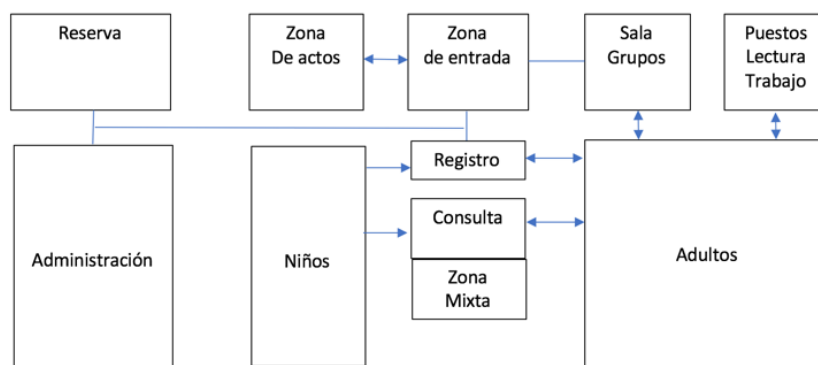 Reserva
Zona
De actos
Zona
de entrada
Sala
Grupos
Puestos
Lectura
Trabajo
Administración
Niños
Registro
Consulta
Zona
Mixta
Adultos